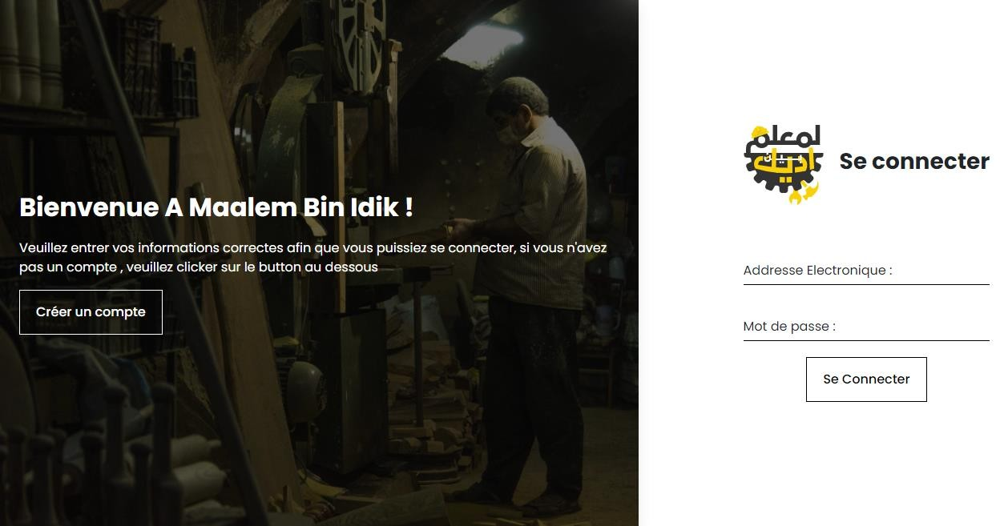 Bienvenue A Maalem Bin Idik !
Veuillez entrer vos informations correctes afin que vous puissiez se connecter, si vous n'avez
pas un compte , veuillez clicker sur le button au dessous
Créer un compte
لمعلم
بين
اديك
Se connecter
Addresse Electronique :
Mot de passe :
Se Connecter